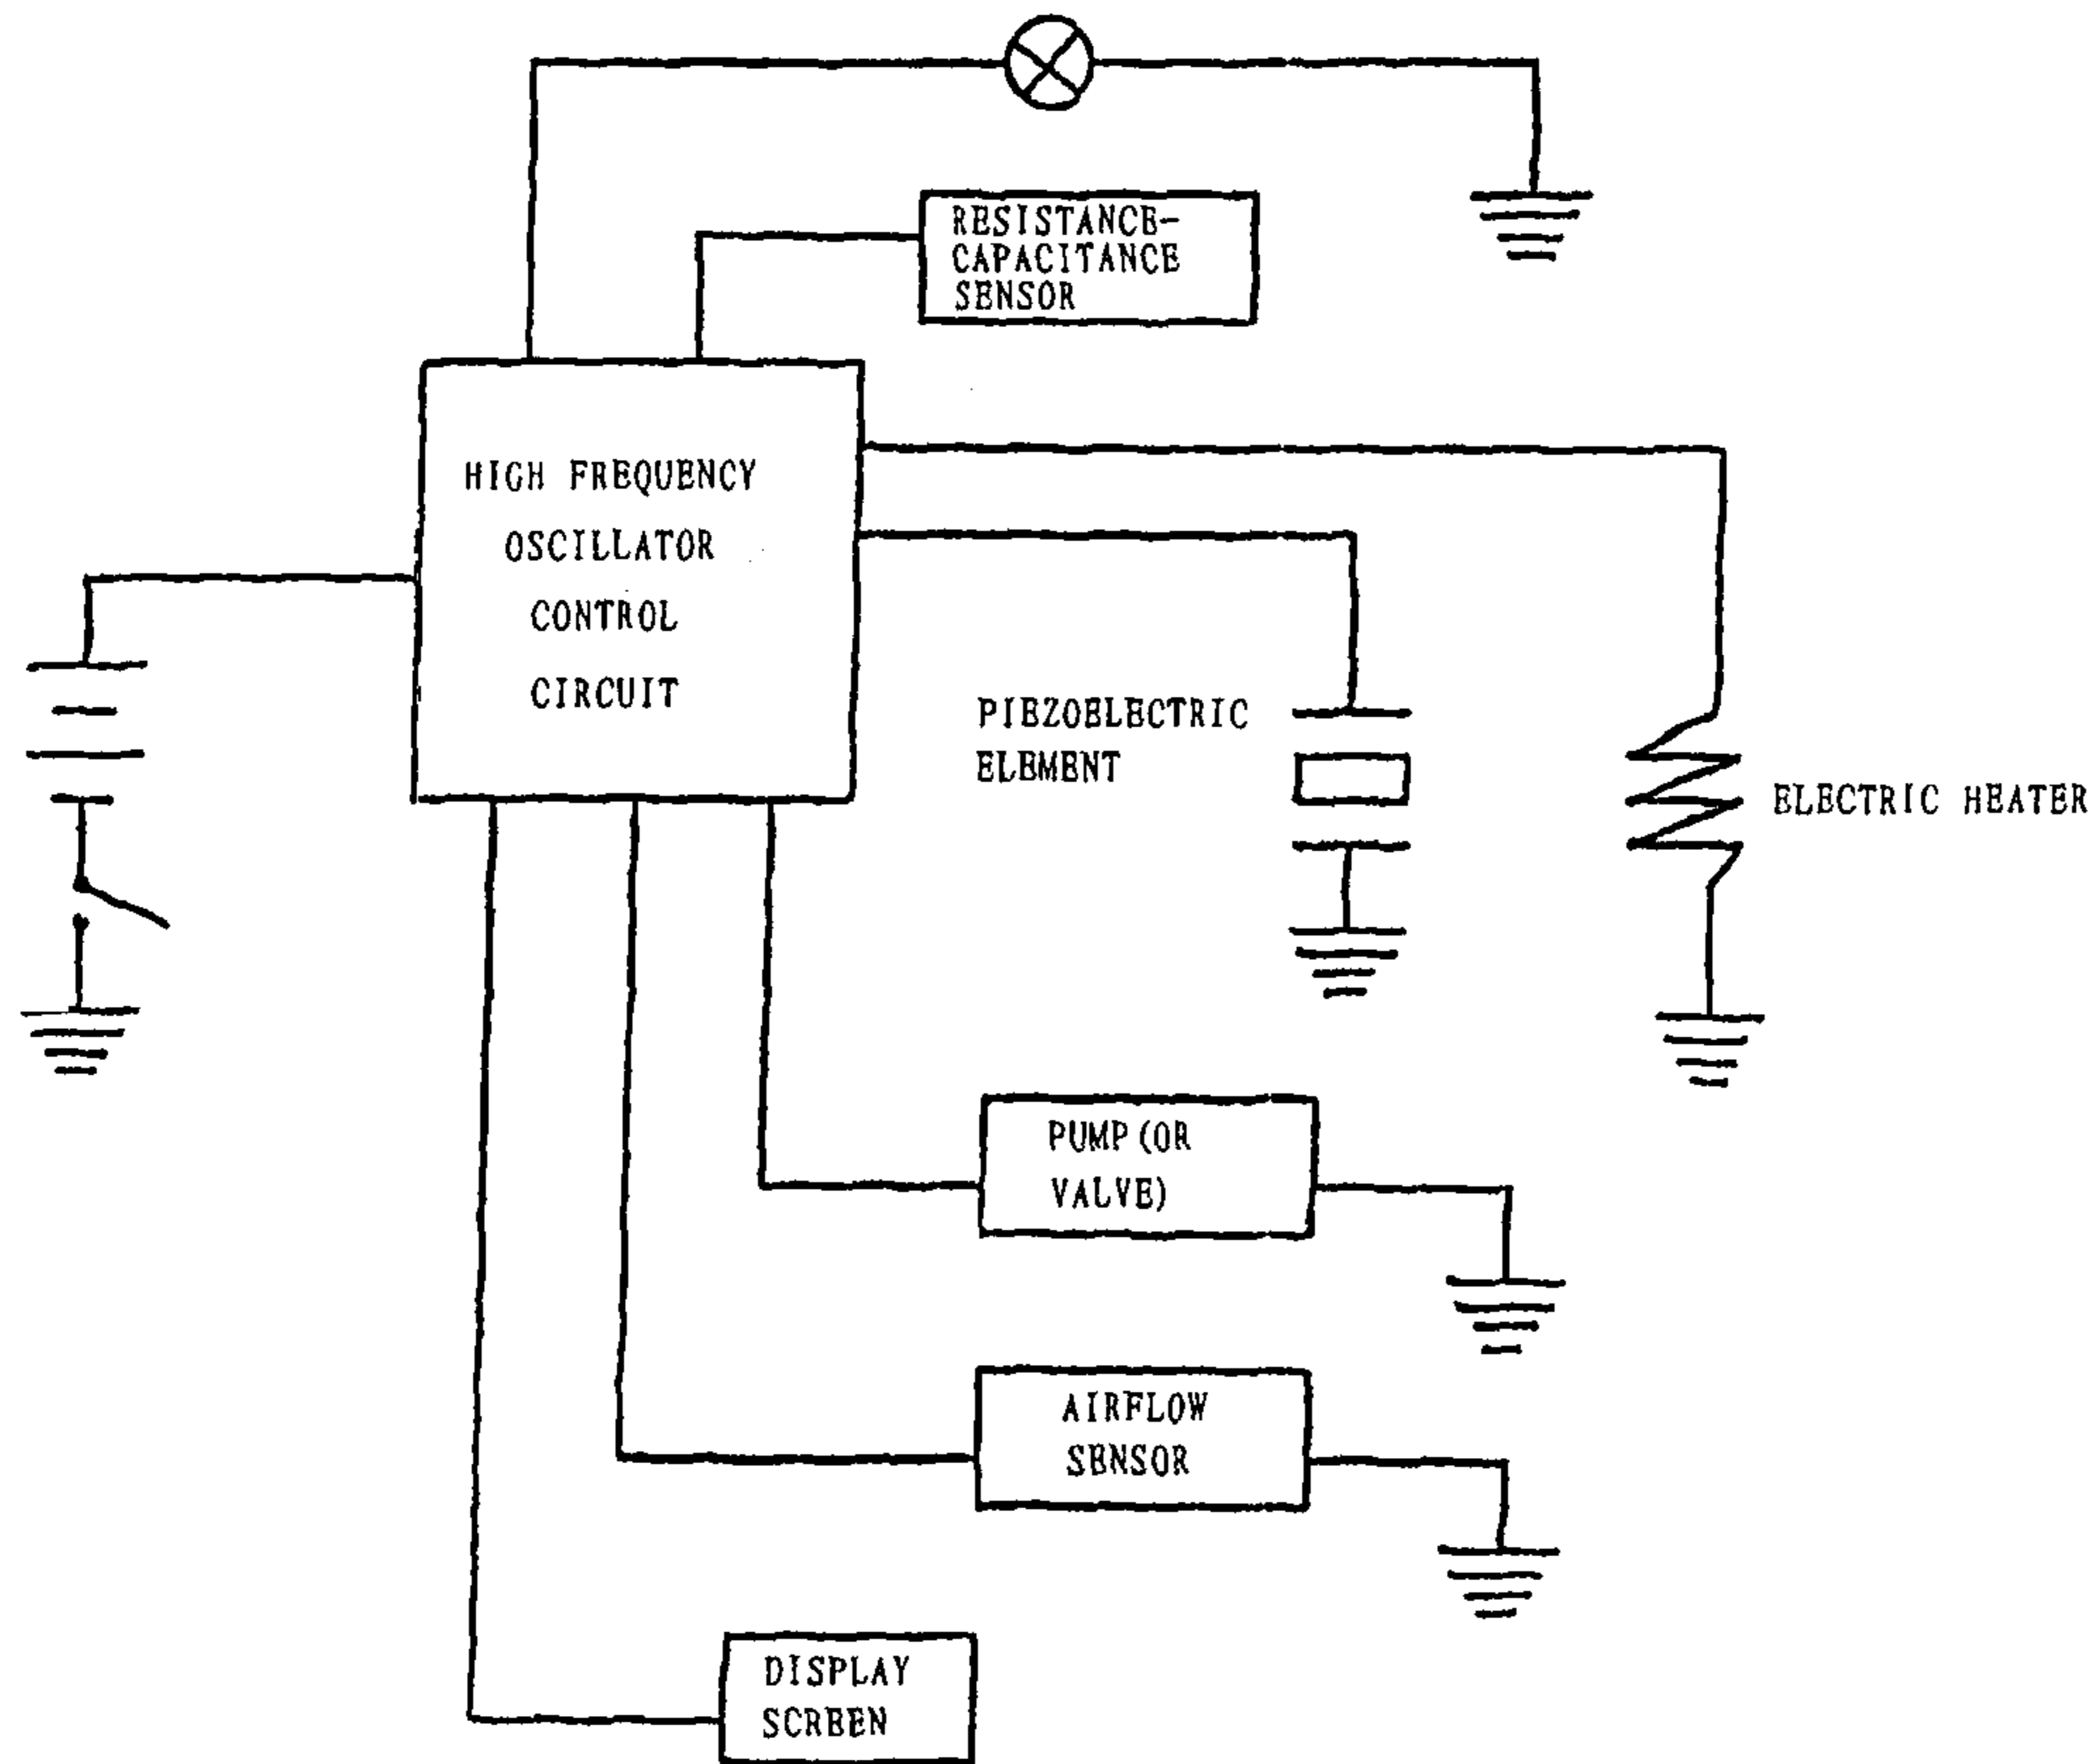 RESISTANCE-
CAPACITANCE
SENSOR
HIGH FREQUENCY
OSCILLATOR
CONTROL
CIRCUIT
PIEZOELECTRIC
ELEMENT
ELECTRIC HEATER
PUMP(OR
VALVE)
AIRFLOW
SENSOR
DISPLAY
SCREEN